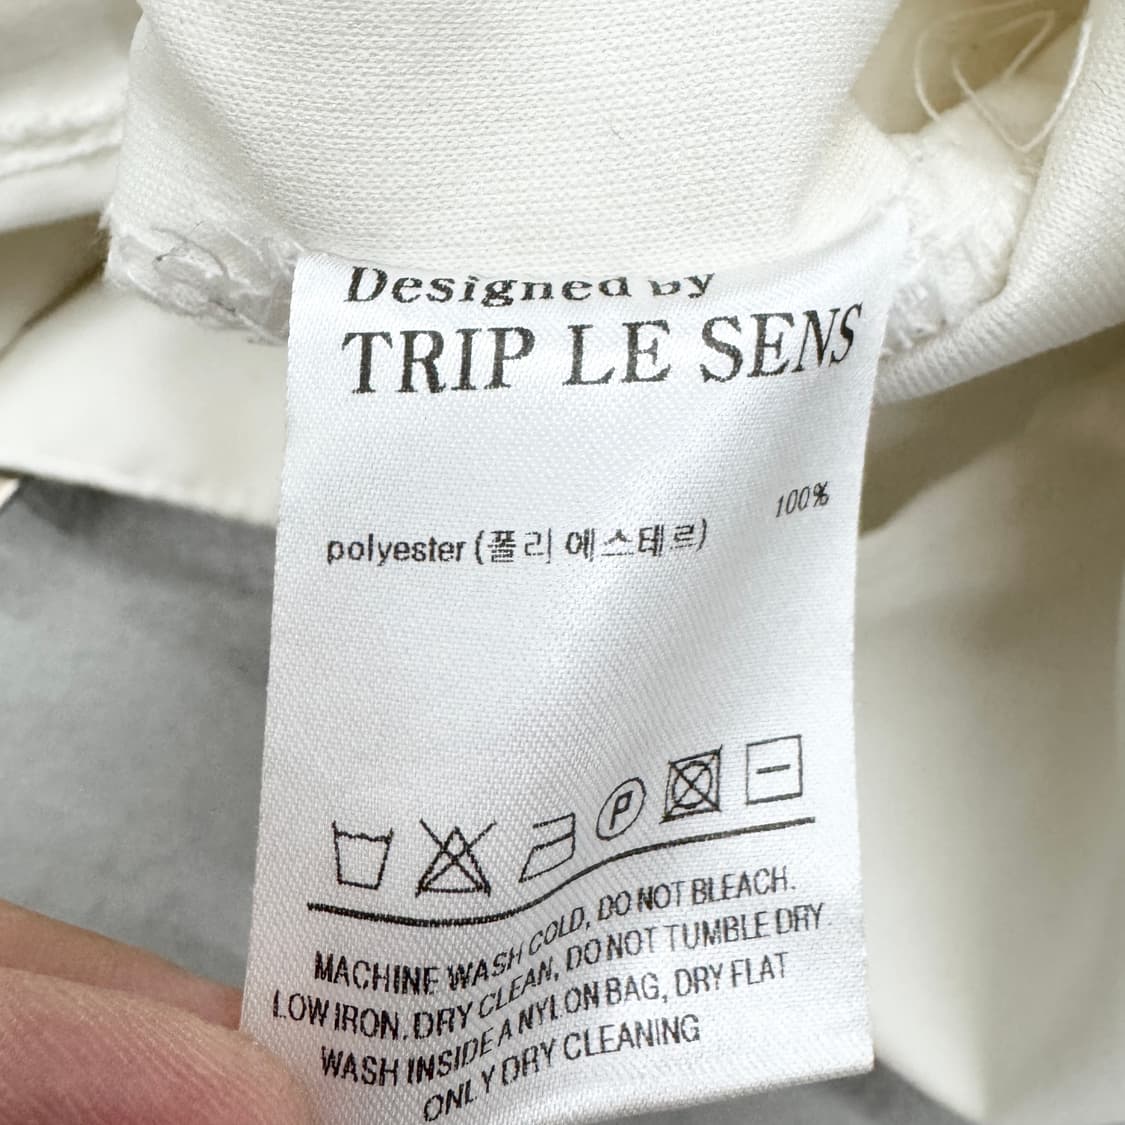 Designed by
TRIP LE SENS
100%
polyester (폴리 에스테르)
P
MACHINE WASH COLD, DO NOT BLEACH.
LOW IRON. DRY CLEAN, DO NOT TUMBLE DRY.
WASH INSIDE A NYLON BAG, DRY FLAT
ONLY DRY CLEANING